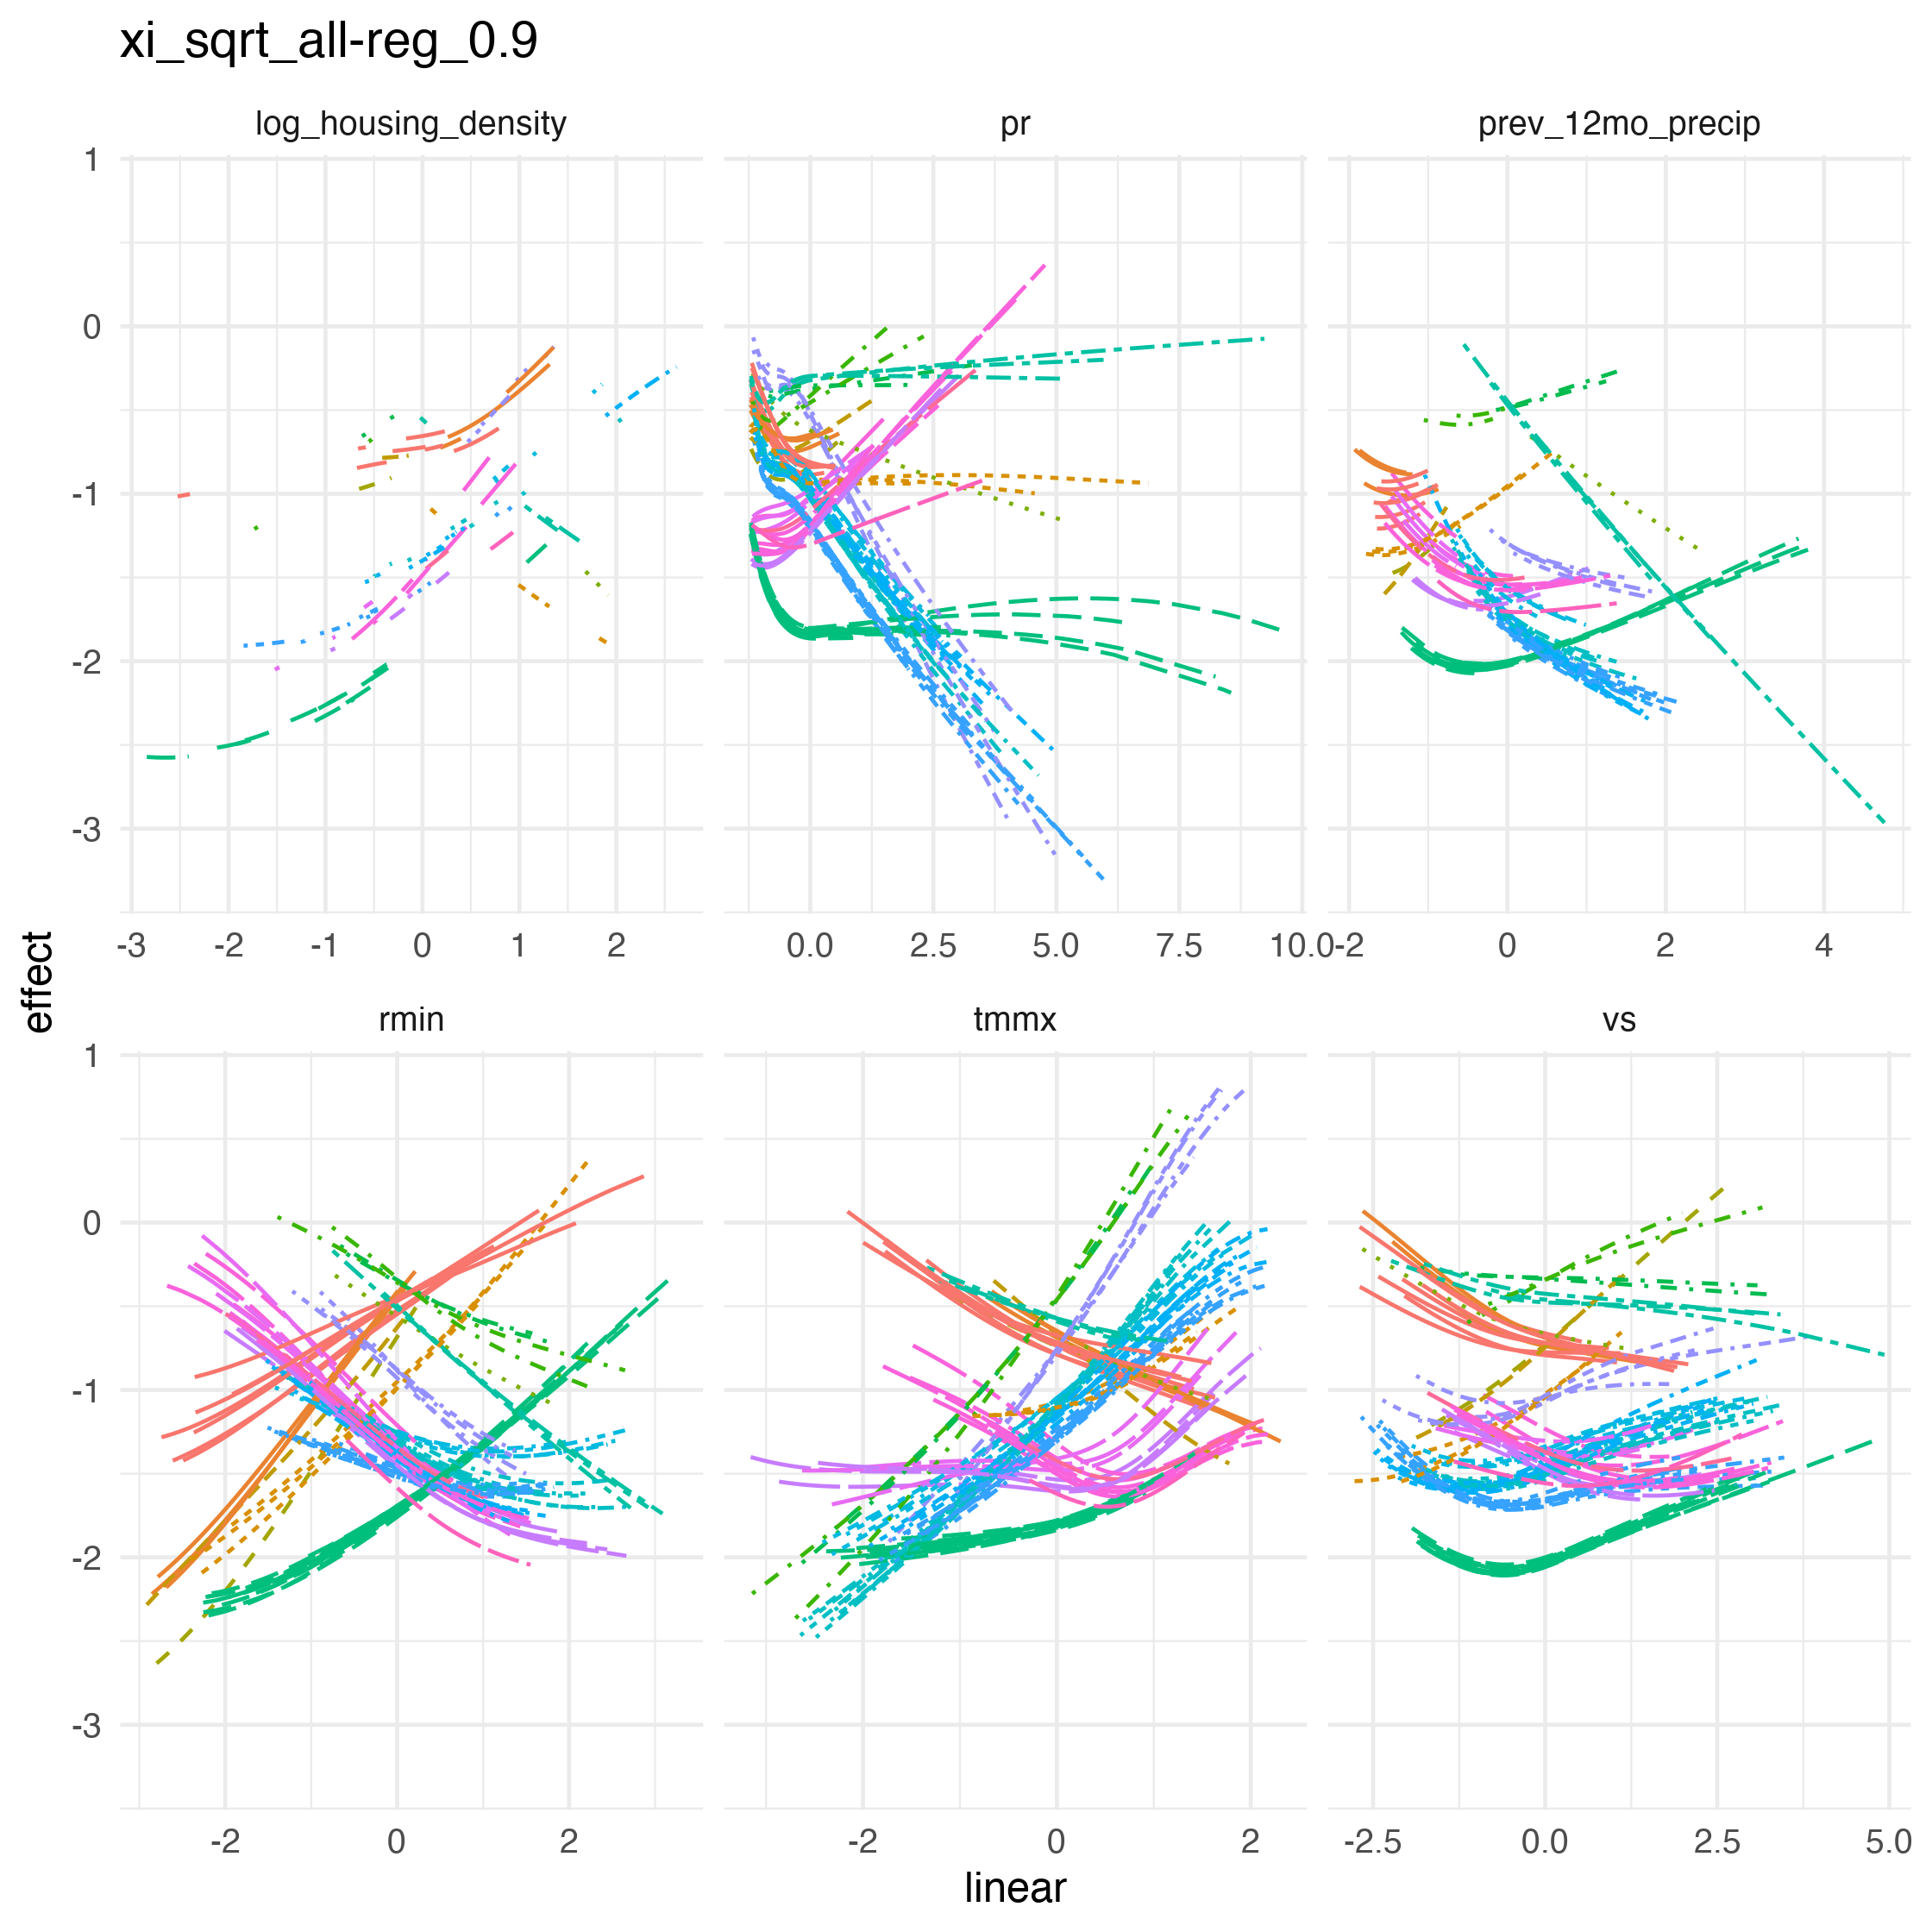 xi_sqrt_all-reg_0.9
log_housing_density
pr
prev_12mo_precip
1
0
-1
-2
-3
-3 -2 -1 0 1 2
0.0 2.5 5.0 7.5 10.0
-2 0 2 4
effect
rmin
tmmx
vs
1
0
-1
-2
-3
-2 0 2
-2 0 2
-2.5 0.0 2.5 5.0
linear